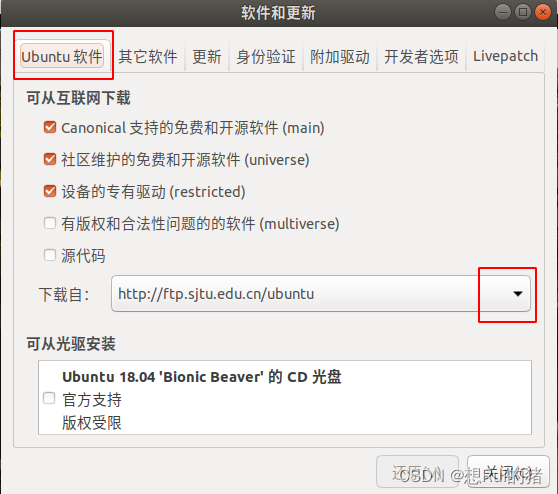 软件和更新
Ubuntu 软件 其它软件 更新 身份验证 附加驱动 开发者选项 Livepatch
可从互联网下载
Canonical 支持的免费和开源软件 (main)
社区维护的免费和开源软件 (universe)
设备的专有驱动 (restricted)
有版权和合法性问题的的软件 (multiverse)
源代码
下载自： http://ftp.sjtu.edu.cn/ubuntu
可从光驱安装
Ubuntu 18.04 'Bionic Beaver' 的 CD 光盘
官方支持
版权受限
还原(V) 关闭(C)